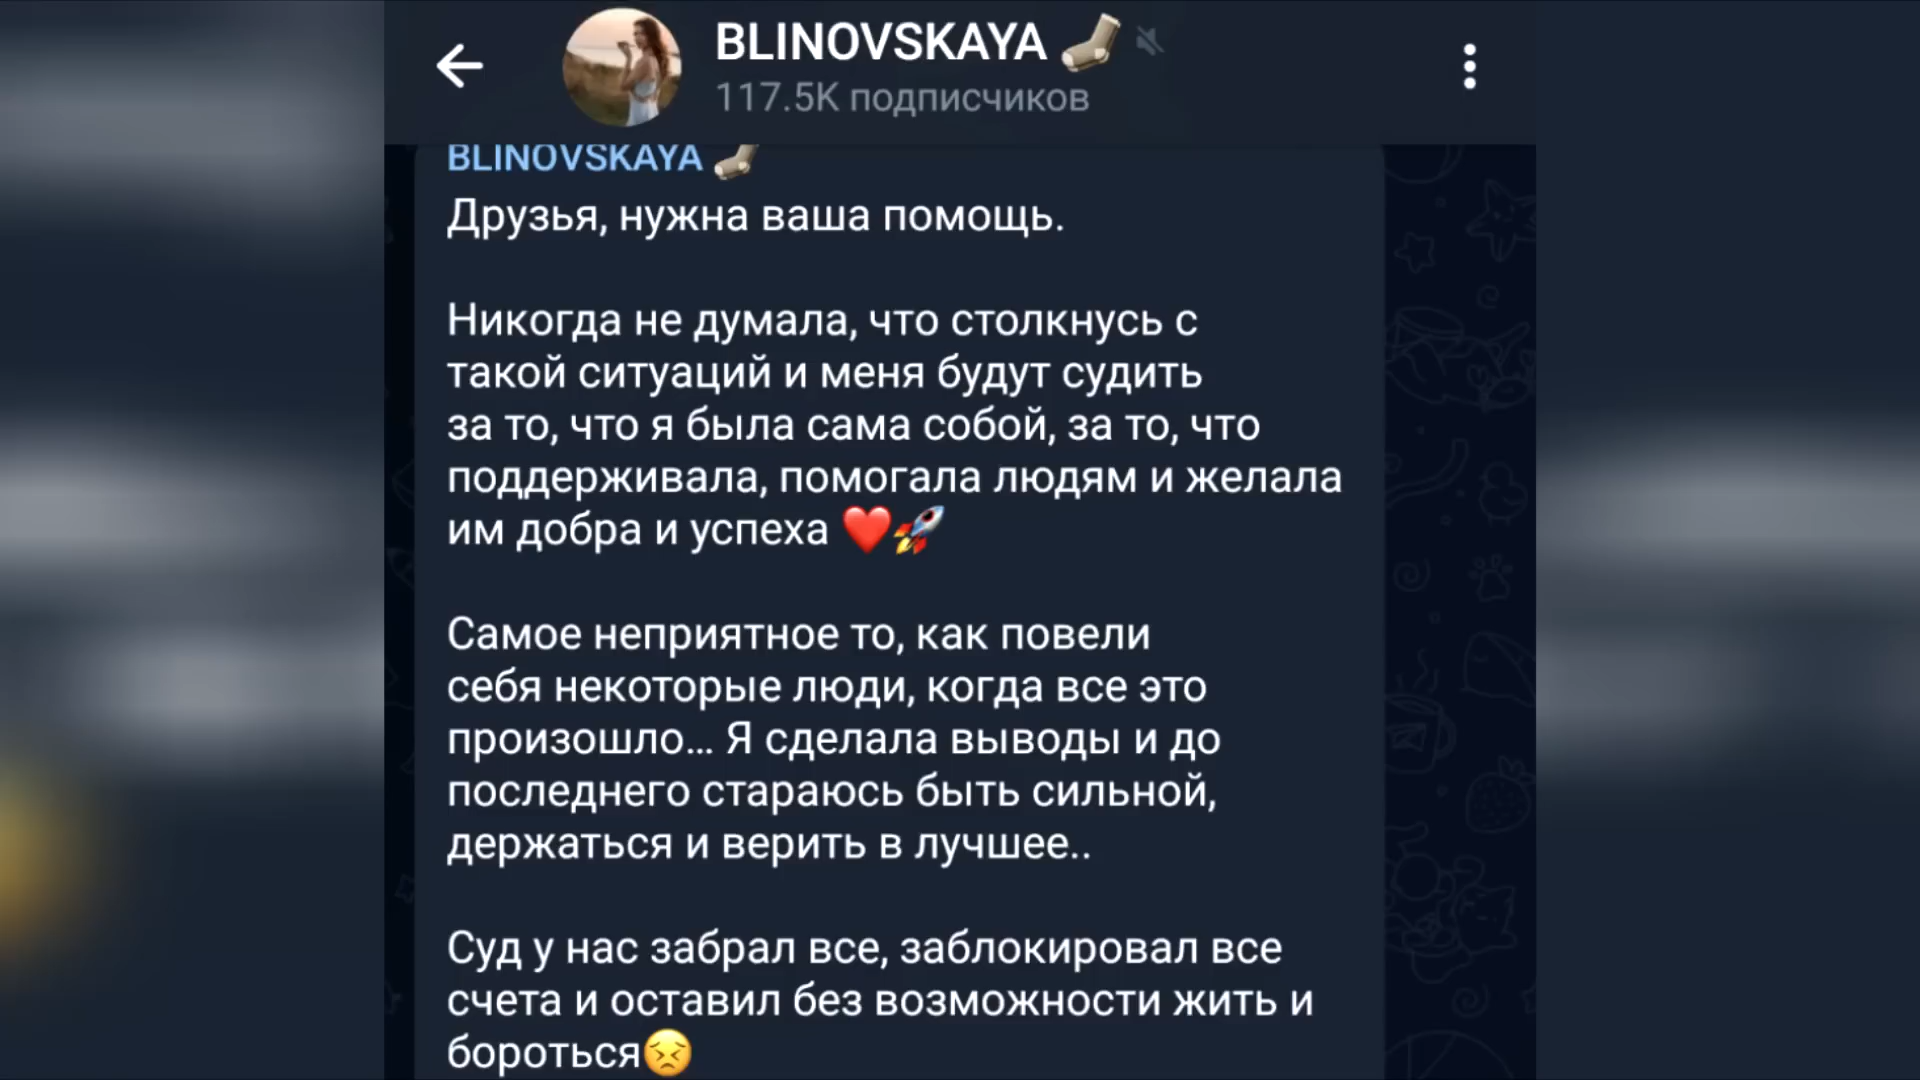 BLINOVSKAYA 🧦
117.5K подписчиков
BLINOVSKAYA 🧦
Друзья, нужна ваша помощь.
Никогда не думала, что столкнусь с
такой ситуаций и меня будут судить
за то, что я была сама собой, за то, что
поддерживала, помогала людям и желала
им добра и успеха ❤️🚀
Самое неприятное то, как повели
себя некоторые люди, когда все это
произошло... Я сделала выводы и до
последнего стараюсь быть сильной,
держаться и верить в лучшее..
Суд у нас забрал все, заблокировал все
счета и оставил без возможности жить и
бороться😣